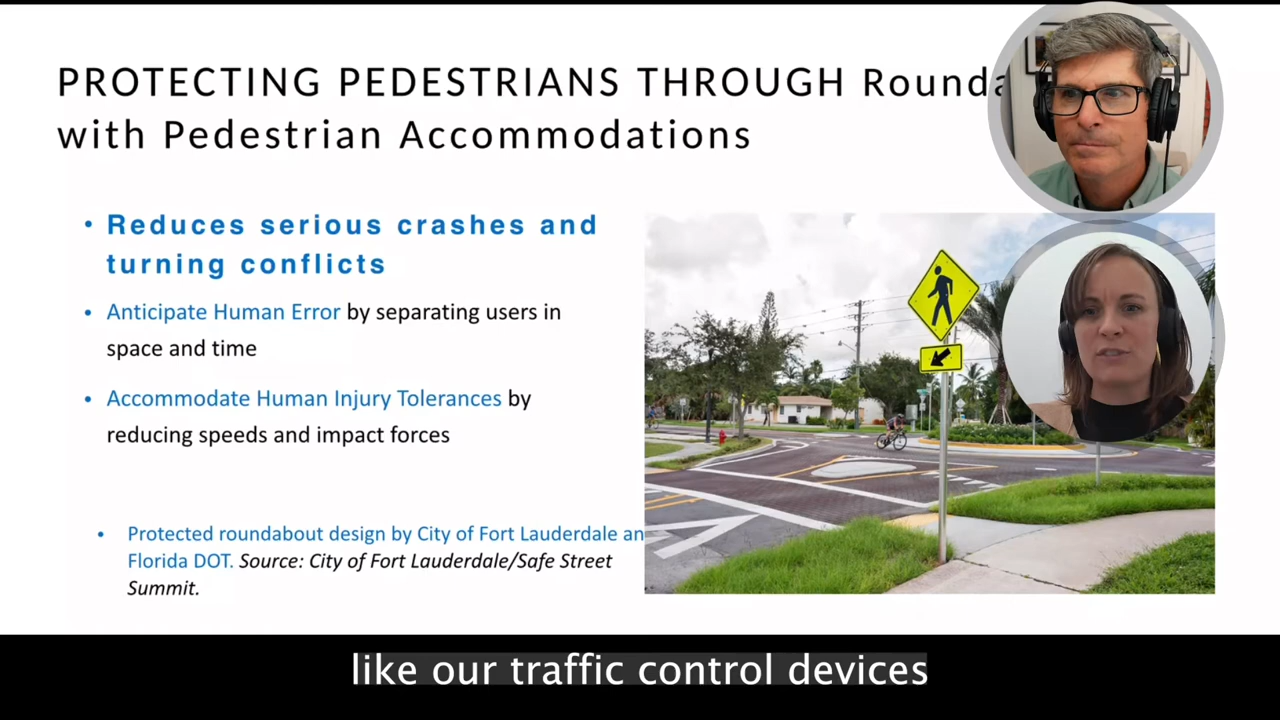 PROTECTING PEDESTRIANS THROUGH Rounda
with Pedestrian Accommodations
• Reduces serious crashes and
turning conflicts
• Anticipate Human Error by separating users in
space and time
• Accommodate Human Injury Tolerances by
reducing speeds and impact forces
• Protected roundabout design by City of Fort Lauderdale an
Florida DOT. Source: City of Fort Lauderdale/Safe Street
Summit.
like our traffic control devices